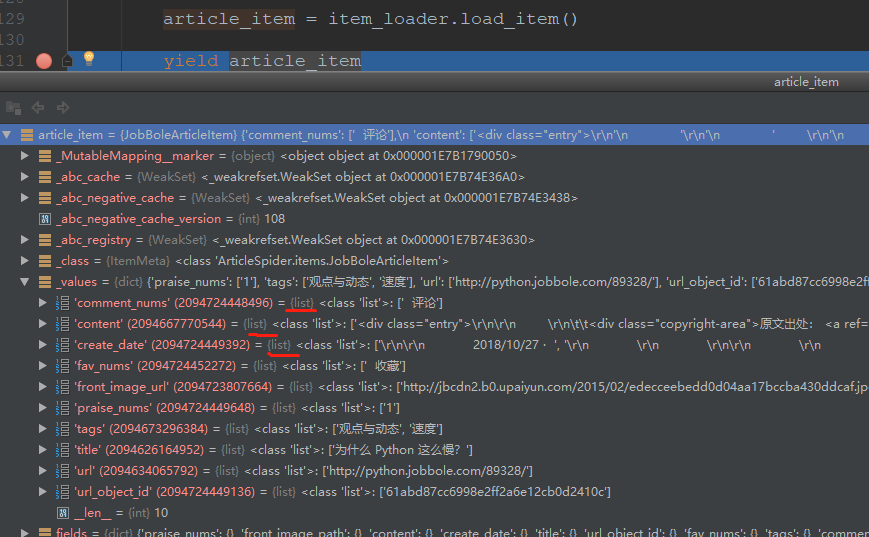 129 article_item = item_loader.load_item()
130
131 yield article_item
article_item
article_item = {JobBoleArticleItem} {'comment_nums': [' 评论'],\n 'content': ['<div class="entry">\r\n'\n '\r\n'\n ' \r\n'\n
_MutableMapping__marker = {object} <object object at 0x000001E7B1790050>
_abc_cache = {WeakSet} <_weakrefset.WeakSet object at 0x000001E7B74E36A0>
_abc_negative_cache = {WeakSet} <_weakrefset.WeakSet object at 0x000001E7B74E3438>
_abc_negative_cache_version = {int} 108
_abc_registry = {WeakSet} <_weakrefset.WeakSet object at 0x000001E7B74E3630>
_class = {ItemMeta} <class 'ArticleSpider.items.JobBoleArticleItem'>
_values = {dict} {'praise_nums': ['1'], 'tags': ['观点与动态', '速度'], 'url': ['http://python.jobbole.com/89328/'], 'url_object_id': ['61abd87cc6998e2ff
'comment_nums' (2094724448496) = {list} <class 'list'>: [' 评论']
'content' (2094667770544) = {list} <class 'list'>: ['<div class="entry">\r\n\r\n \r\n\t\t<div class="copyright-area">原文出处： <a ref=
'create_date' (2094724449392) = {list} <class 'list'>: ['\r\n\r\n 2018/10/27 · ', '\r\n \r\n \r\n\r\n \r\n
'fav_nums' (2094724452272) = {list} <class 'list'>: [' 收藏']
'front_image_url' (2094723807664) = {list} <class 'list'>: ['http://jbcdn2.b0.upaiyun.com/2015/02/edecceebedd0d04aa17bccba430ddcaf.jp
'praise_nums' (2094724449648) = {list} <class 'list'>: ['1']
'tags' (2094673296384) = {list} <class 'list'>: ['观点与动态', '速度']
'title' (2094626164952) = {list} <class 'list'>: ['为什么 Python 这么慢？']
'url' (2094634065792) = {list} <class 'list'>: ['http://python.jobbole.com/89328/']
'url_object_id' (2094724449136) = {list} <class 'list'>: ['61abd87cc6998e2ff2a6e12cb0d2410c']
__len__ = {int} 10
fields = {dict} {'praise_nums': {}, 'front_image_path': {}, 'content': {}, 'create_date': {}, 'title': {}, 'url_object_id': {}, 'fav_nums': {}, 'tags': {}, 'comme